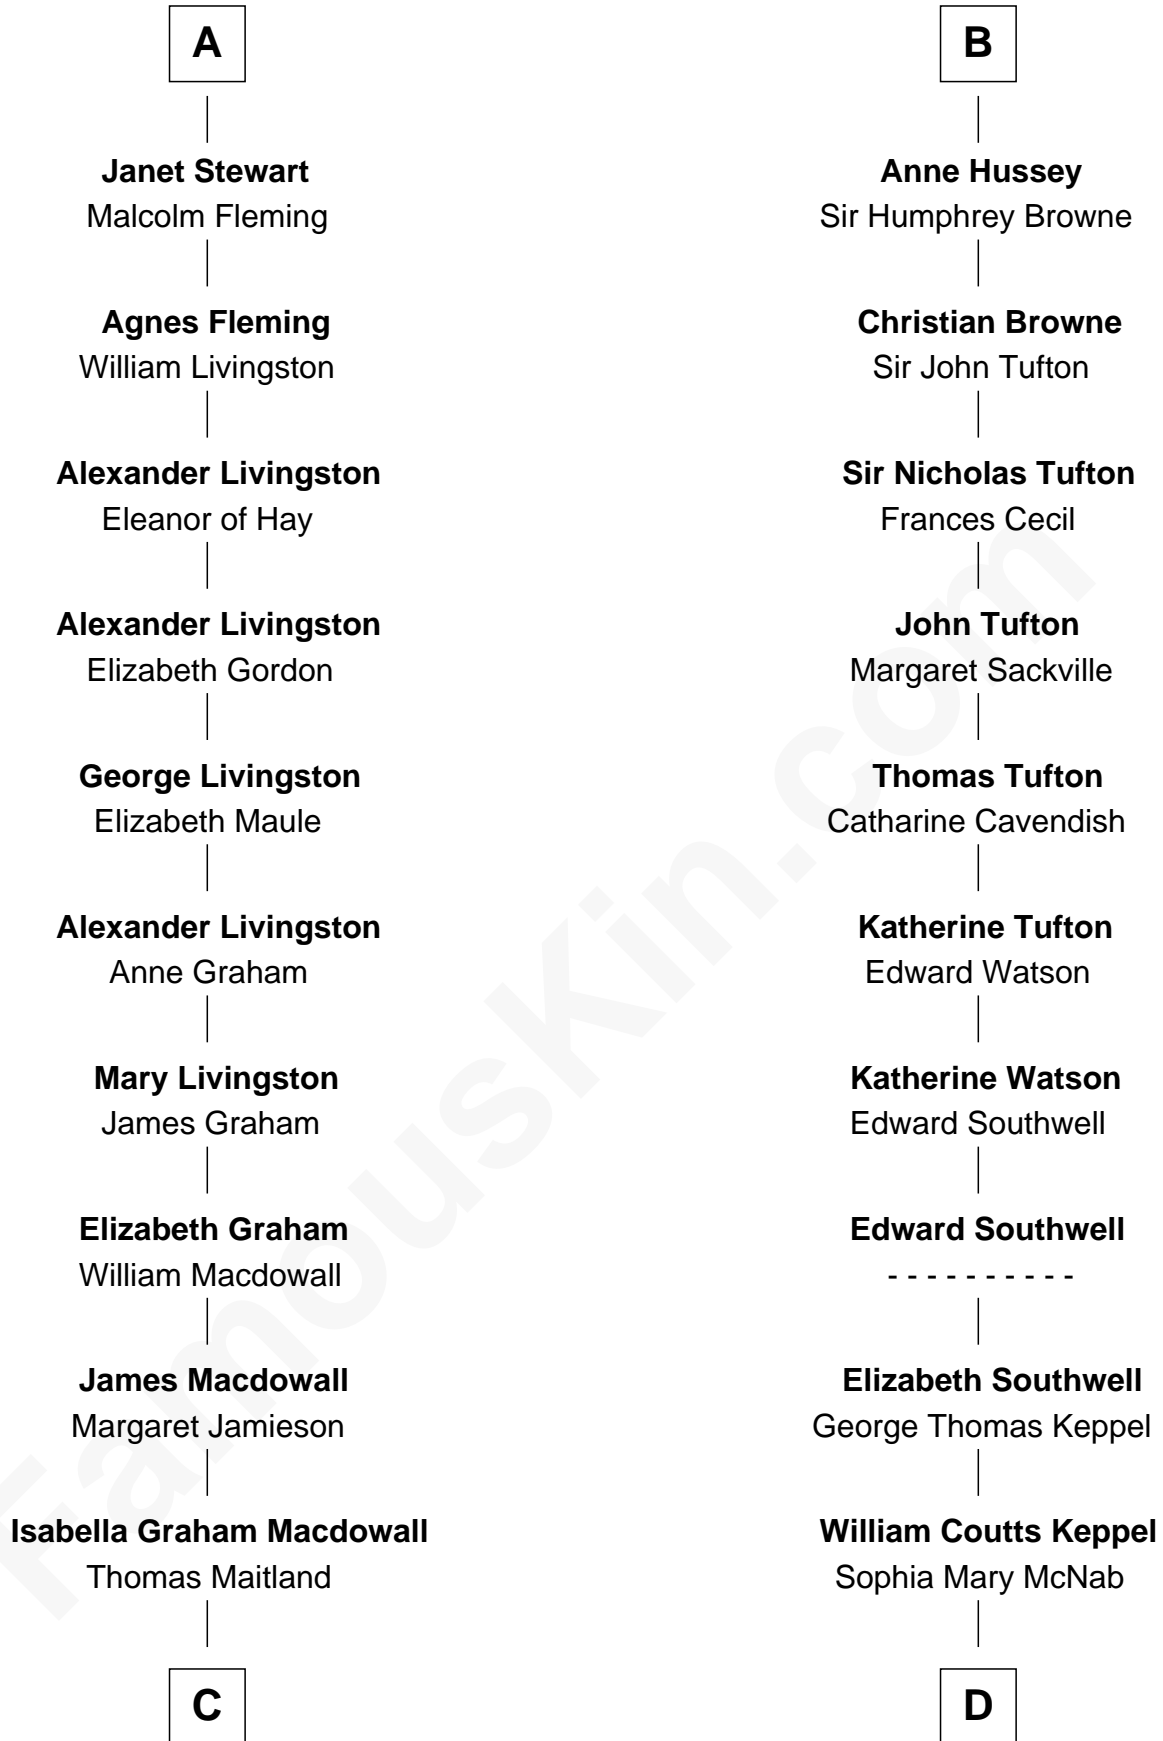 A
Janet Stewart
Malcolm Fleming
Agnes Fleming
William Livingston
Alexander Livingston
Eleanor of Hay
Alexander Livingston
Elizabeth Gordon
George Livingston
Elizabeth Maule
Alexander Livingston
Anne Graham
Mary Livingston
James Graham
Elizabeth Graham
William Macdowall
James Macdowall
Margaret Jamieson
Isabella Graham Macdowall
Thomas Maitland
C
B
Anne Hussey
Sir Humphrey Browne
Christian Browne
Sir John Tufton
Sir Nicholas Tufton
Frances Cecil
John Tufton
Margaret Sackville
Thomas Tufton
Catharine Cavendish
Katherine Tufton
Edward Watson
Katherine Watson
Edward Southwell
Edward Southwell
- - - - - - - - - -
Elizabeth Southwell
George Thomas Keppel
William Coutts Keppel
Sophia Mary McNab
D
FamousKin.com